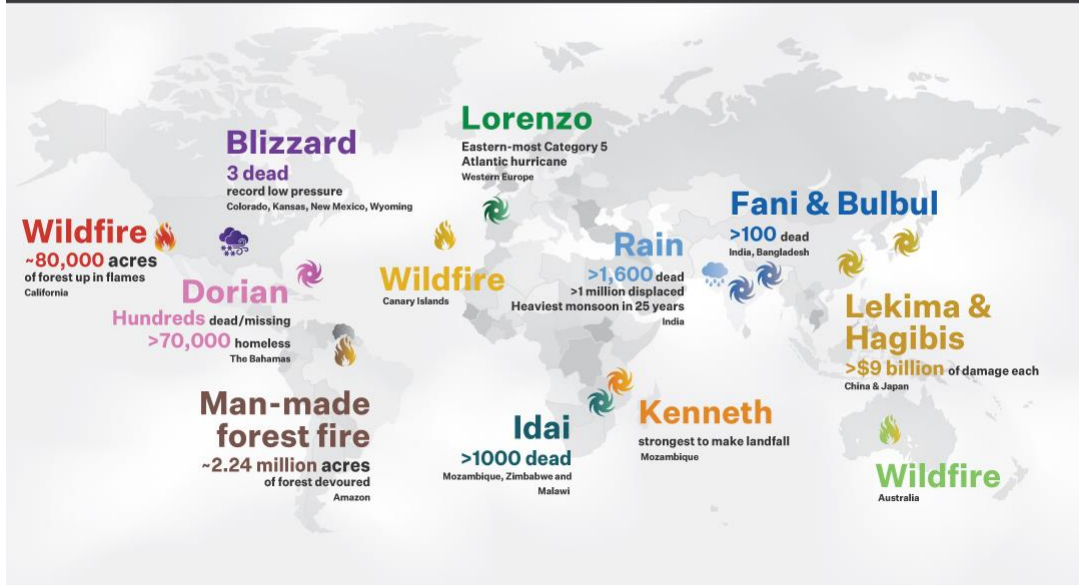 Lorenzo
Eastern-most Category 5
Atlantic hurricane
Western Europe
Blizzard
3 dead
record low pressure
Colorado, Kansas, New Mexico, Wyoming
Fani & Bulbul
>100 dead
India, Bangladesh
Wildfire
~80,000 acres
of forest up in flames
California
Rain
>1,600 dead
>1 million displaced
Heaviest monsoon in 25 years
India
Wildfire
Canary Islands
Dorian
Hundreds dead/missing
>70,000 homeless
The Bahamas
Lekima &
Hagibis
>$9 billion of damage each
China & Japan
Man-made
forest fire
~2.24 million acres
of forest devoured
Amazon
Idai
>1000 dead
Mozambique, Zimbabwe and
Malawi
Kenneth
strongest to make landfall
Mozambique
Wildfire
Australia